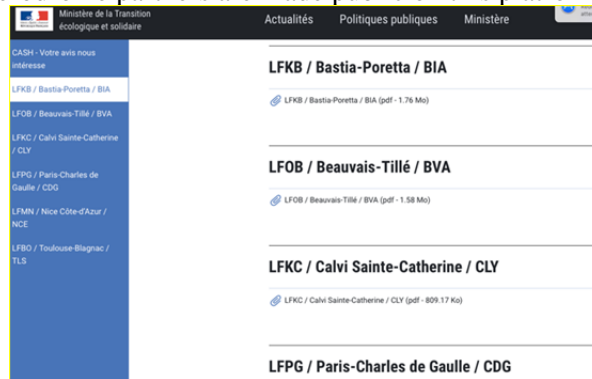 Ministère de la Transition
écologique et solidaire
Actualités Politiques publiques Ministère
CASH - Votre avis nous
intéresse
LFKB / Bastia-Poretta / BIA
LFOB / Beauvais-Tillé / BVA
LFKC / Calvi Sainte-Catherine
/ CLY
LFPG / Paris-Charles de
Gaulle / CDG
LFMN / Nice Côte-d'Azur /
NCE
LFBO / Toulouse-Blagnac /
TLS
LFKB / Bastia-Poretta / BIA
LFKB / Bastia-Poretta / BIA (pdf - 1.76 Mo)
LFOB / Beauvais-Tillé / BVA
LFOB / Beauvais-Tillé / BVA (pdf - 1.58 Mo)
LFKC / Calvi Sainte-Catherine / CLY
LFKC / Calvi Sainte-Catherine / CLY (pdf - 809.17 Ko)
LFPG / Paris-Charles de Gaulle / CDG